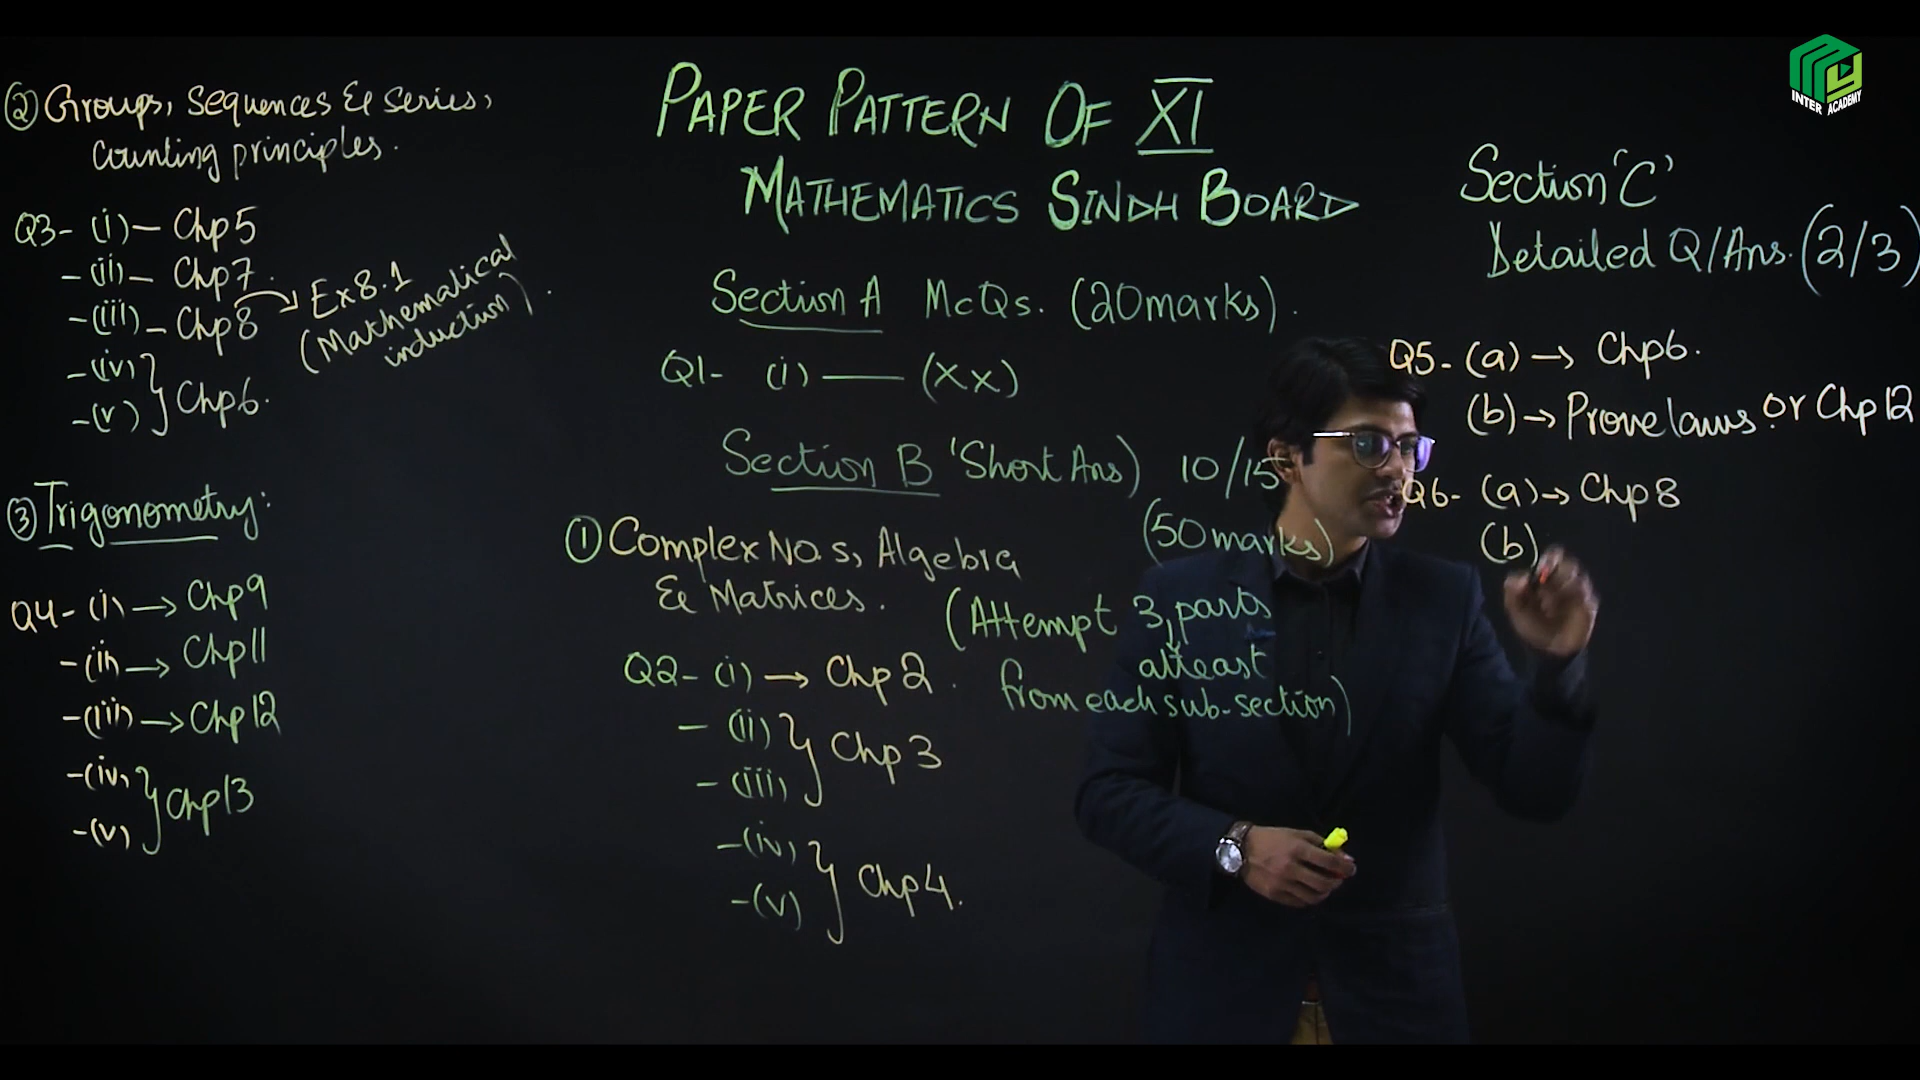 PAPER PATTERN OF XI
MATHEMATICS SINDH BOARD
Section A McQs. (20marks).
Q1- (i) — (xx)
Section B 'Short Ans) 10/15
(50 marks)
① Complex No.s, Algebra
& Matrices.
(Attempt 3, parts
atleast
from each sub-section)
Q2- (i) → Chp 2.
- (ii)
- (iii) } Chp 3
- (iv)
- (v) } Chp 4.
② Groups, Sequences & series,
Counting principles.
Q3- (i) — Chp 5
- (ii) — Chp 7.
- (iii) — Chp 8 → Ex 8.1
(Mathematical
induction).
- (iv)
- (v) } Chp 6.
③ Trigonometry:
Q4- (i) → Chp 9
- (ii) → Chp 11
- (iii) → Chp 12
- (iv)
- (v) } Chp 13
Section 'C'
Detailed Q/Ans. (2/3)
Q5- (a) → Chp 6.
(b) → Prove laws. or Chp 12
Q6- (a) → Chp 8
(b)
INTER ACADEMY